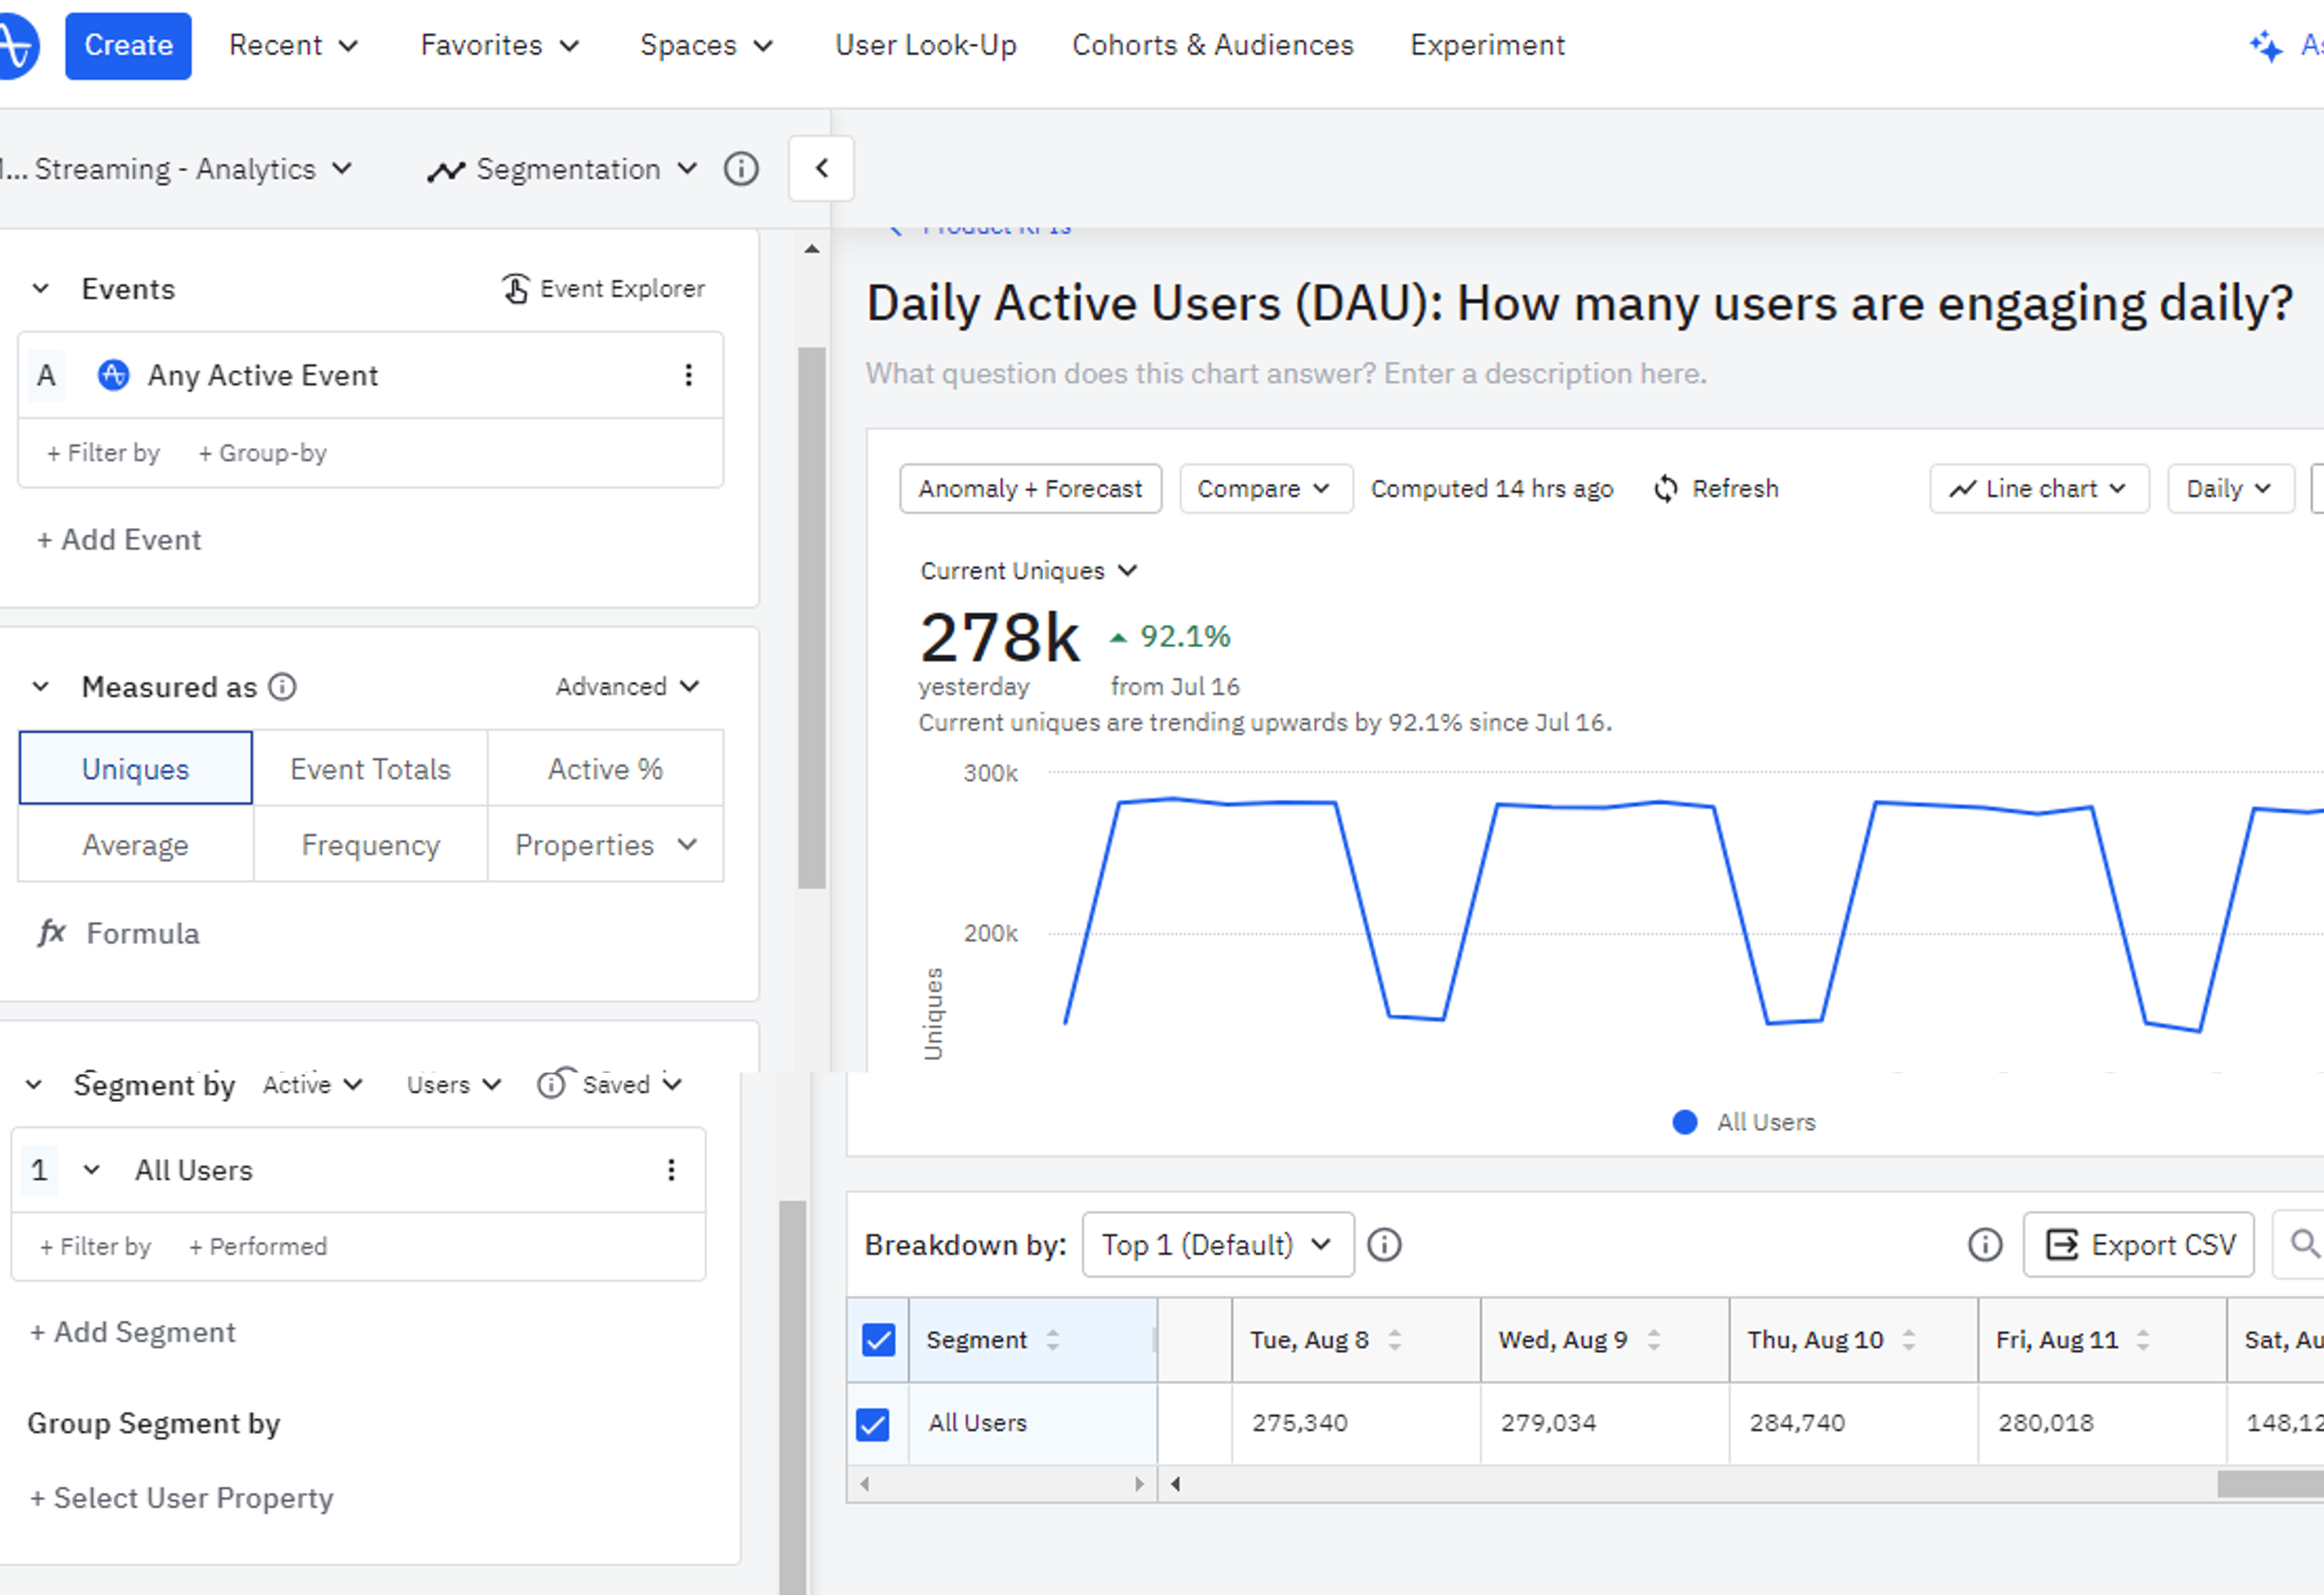 Create Recent Favorites Spaces User Look-Up Cohorts & Audiences Experiment
... Streaming - Analytics Segmentation
Product KPIs
Events Event Explorer
A Any Active Event
+ Filter by + Group-by
+ Add Event
Measured as Advanced
Uniques Event Totals Active %
Average Frequency Properties
fx Formula
Segment by Active Users Saved
1 All Users
+ Filter by + Performed
+ Add Segment
Group Segment by
+ Select User Property
Daily Active Users (DAU): How many users are engaging daily?
What question does this chart answer? Enter a description here.
Anomaly + Forecast Compare Computed 14 hrs ago Refresh Line chart Daily
Current Uniques
278k 92.1%
yesterday from Jul 16
Current uniques are trending upwards by 92.1% since Jul 16.
300k
200k
Uniques
All Users
Breakdown by: Top 1 (Default) Export CSV
Segment Tue, Aug 8 Wed, Aug 9 Thu, Aug 10 Fri, Aug 11 Sat, Au
All Users 275,340 279,034 284,740 280,018 148,12